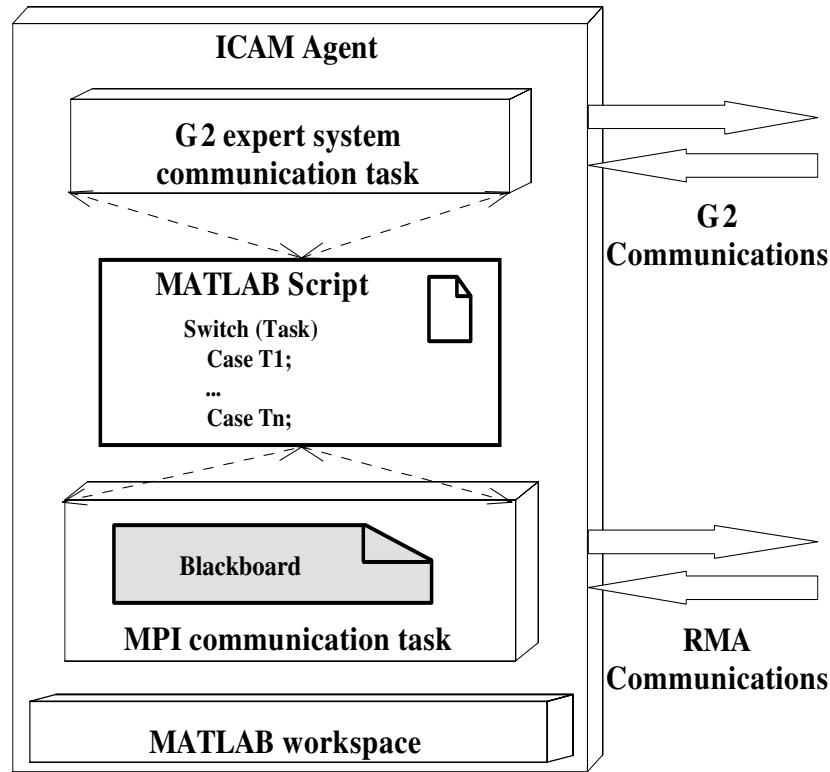 ICAM Agent
G2 expert system
communication task
G2
Communications
MATLAB Script
Switch (Task)
Case T1;
...
Case Tn;
Blackboard
MPI communication task
RMA
Communications
MATLAB workspace